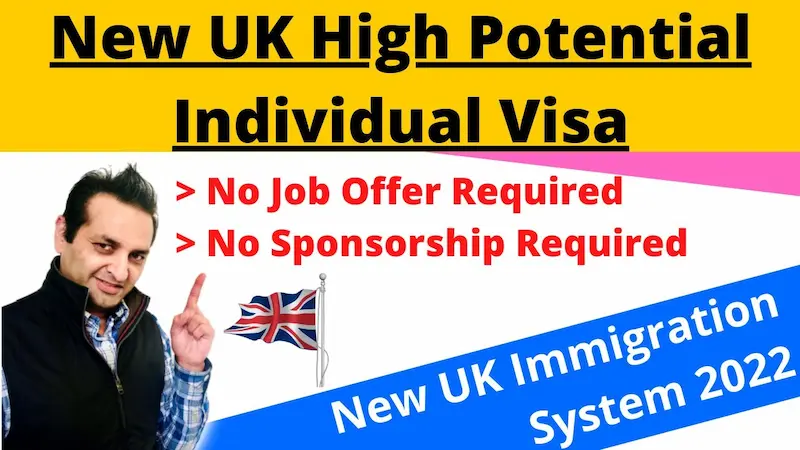 New UK High Potential
Individual Visa
> No Job Offer Required
> No Sponsorship Required
New UK Immigration
System 2022